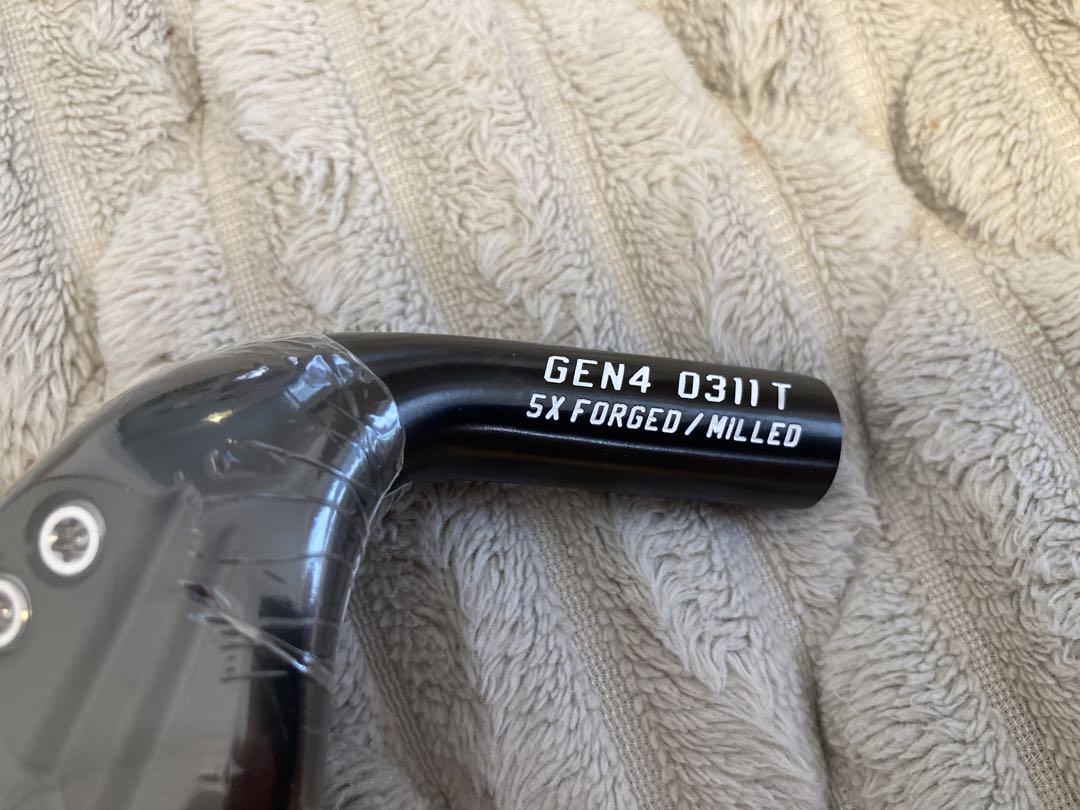 GEN4 0311 T
5X FORGED/MILLED